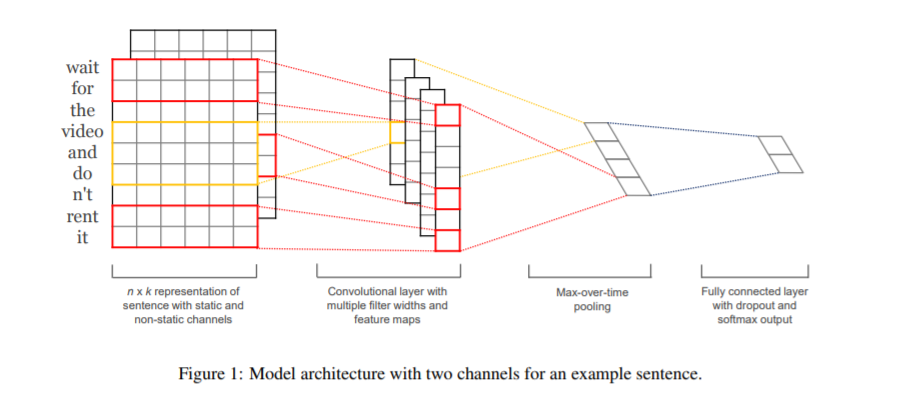 wait
for
the
video
and
do
n't
rent
it
n x k representation of
sentence with static and
non-static channels
Convolutional layer with
multiple filter widths and
feature maps
Max-over-time
pooling
Fully connected layer
with dropout and
softmax output
Figure 1: Model architecture with two channels for an example sentence.